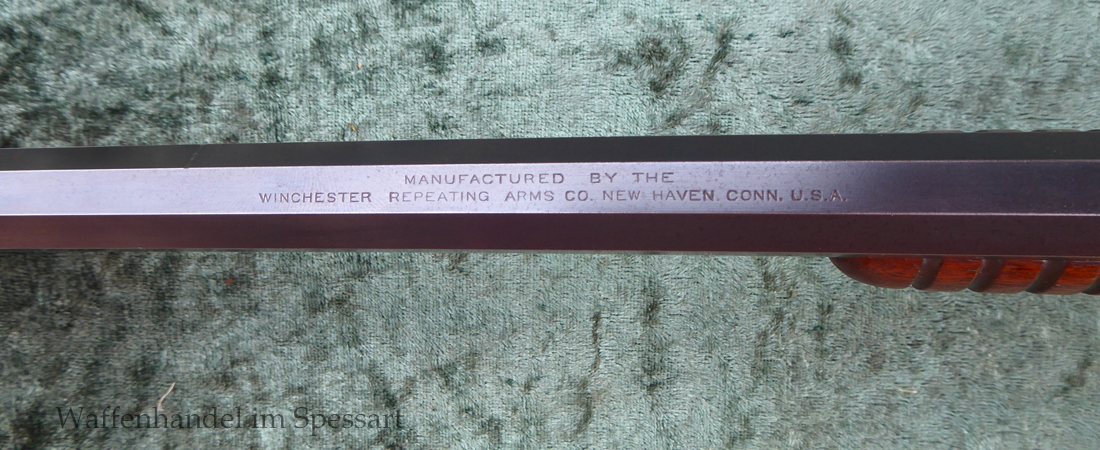 MANUFACTURED BY THE
WINCHESTER REPEATING ARMS CO. NEW HAVEN. CONN. U.S.A.
Waffenhandel im Spessart